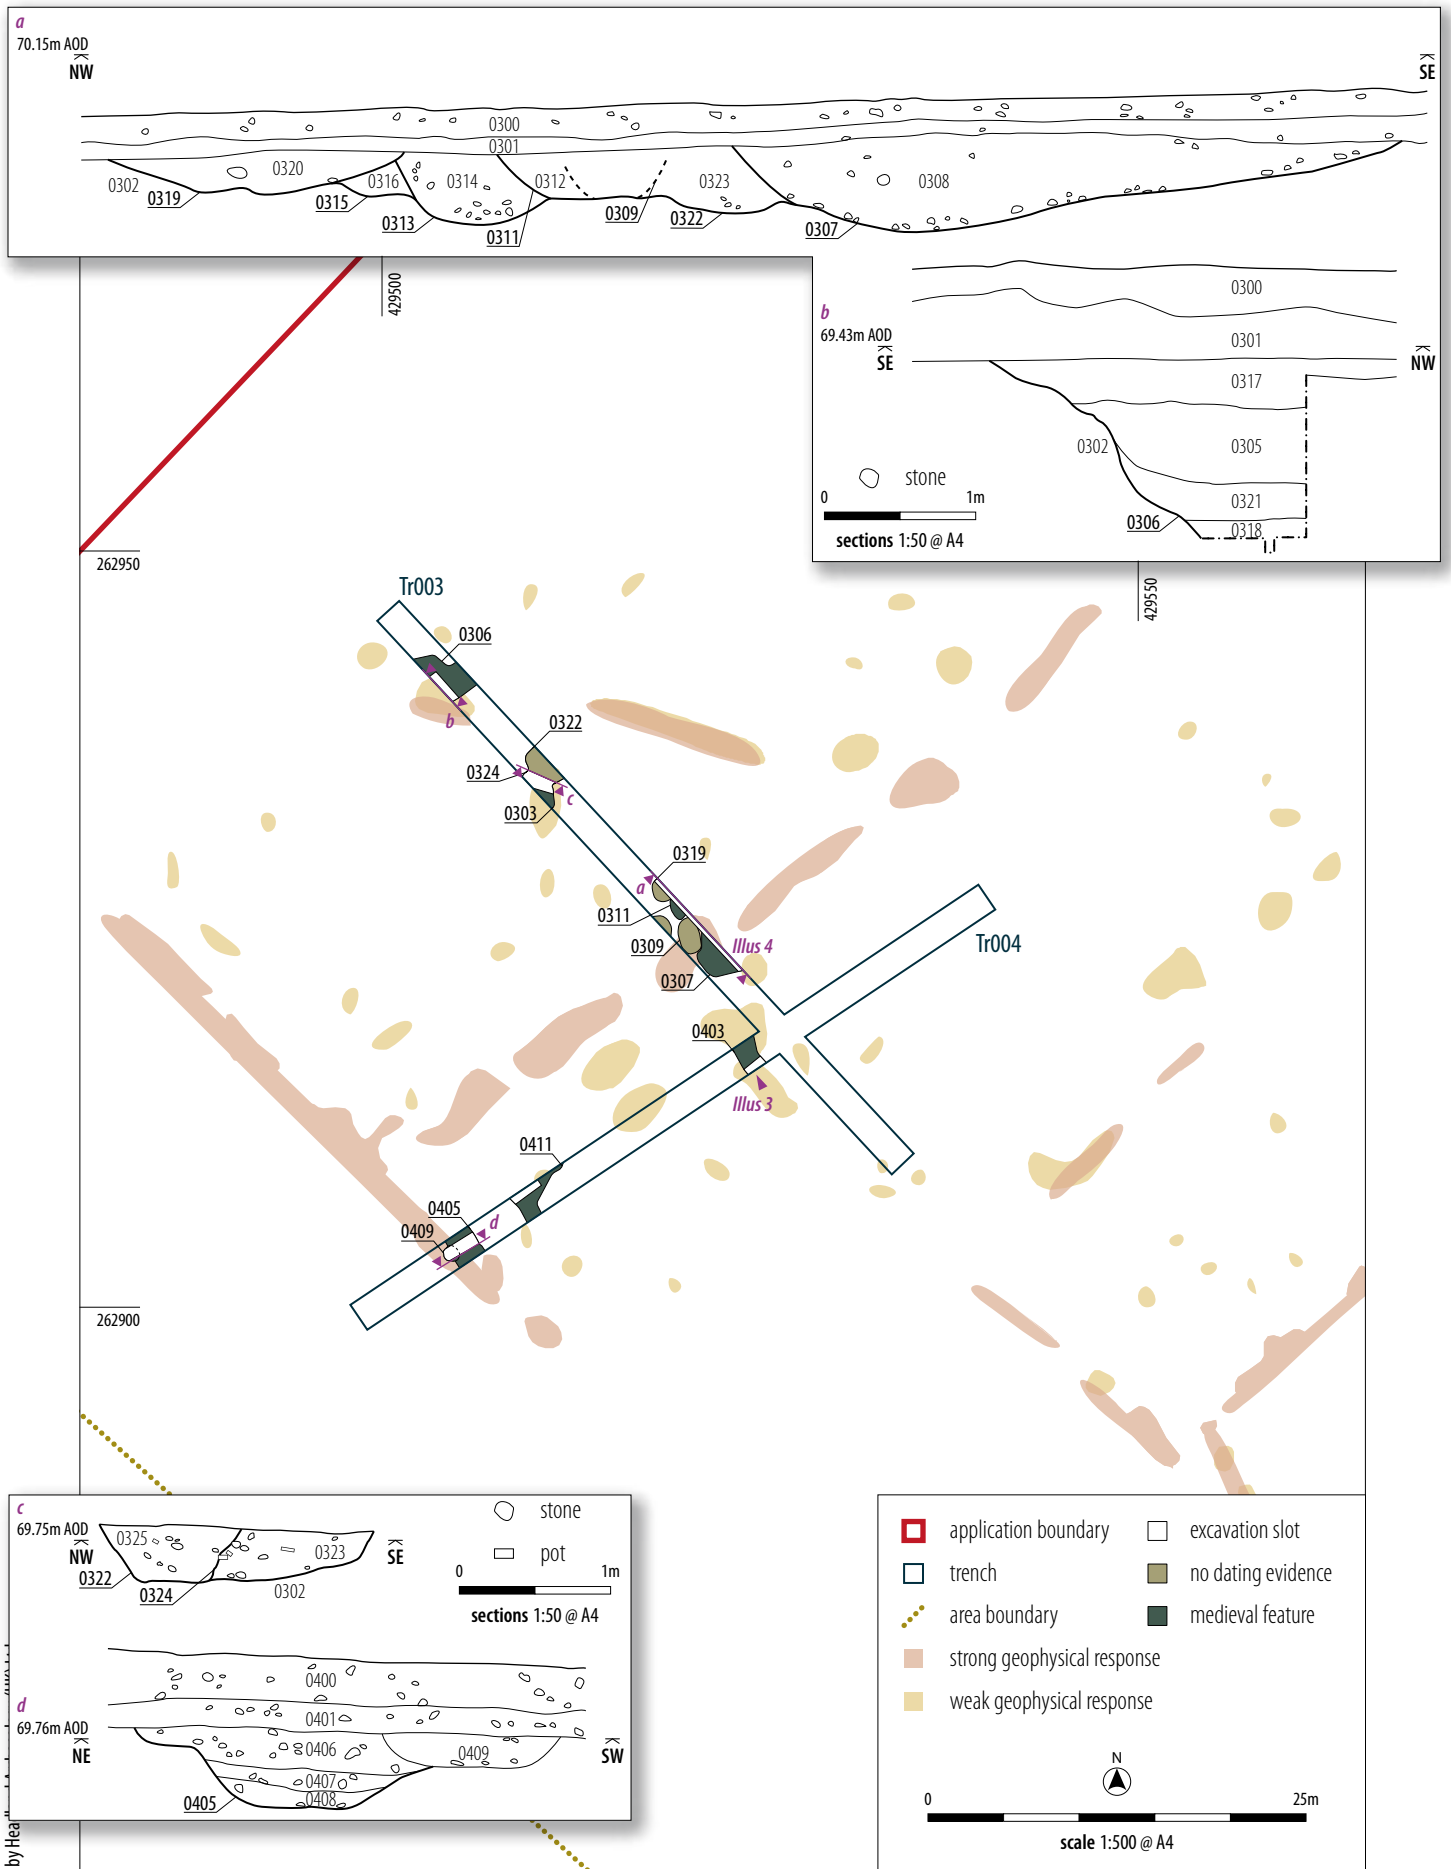 a
70.15m AOD
NW
SE
0300
0301
0302
0320
0316
0314
0312
0323
0308
0319
0315
0313
0311
0309
0322
0307
429500
b
69.43m AOD
SE
NW
0300
0301
0317
0302
0305
0321
0318
0306
stone
0 1m
sections 1:50 @ A4
262950
429550
Tr003
0306
b
0322
0324
c
0303
0319
a
0311
0309
Illus 4
0307
Tr004
0403
Illus 3
0411
0405
d
0409
262900
c
69.75m AOD
NW
SE
0325
0323
0322
0324
0302
stone
pot
0 1m
sections 1:50 @ A4
d
69.76m AOD
NE
SW
0400
0401
0406
0409
0407
0408
0405
application boundary
trench
area boundary
strong geophysical response
weak geophysical response
excavation slot
no dating evidence
medieval feature
N
0 25m
scale 1:500 @ A4
by Hea